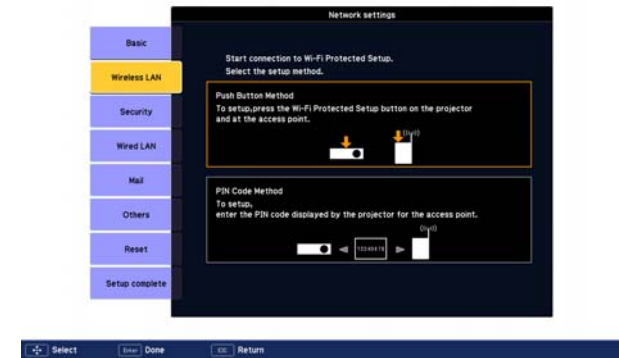 Network settings
Basic
Wireless LAN
Security
Wired LAN
Mail
Others
Reset
Setup complete
Start connection to Wi-Fi Protected Setup.
Select the setup method.
Push Button Method
To setup,press the Wi-Fi Protected Setup button on the projector
and at the access point.
PIN Code Method
To setup,
enter the PIN code displayed by the projector for the access point.
Select
Enter Done
ESC Return